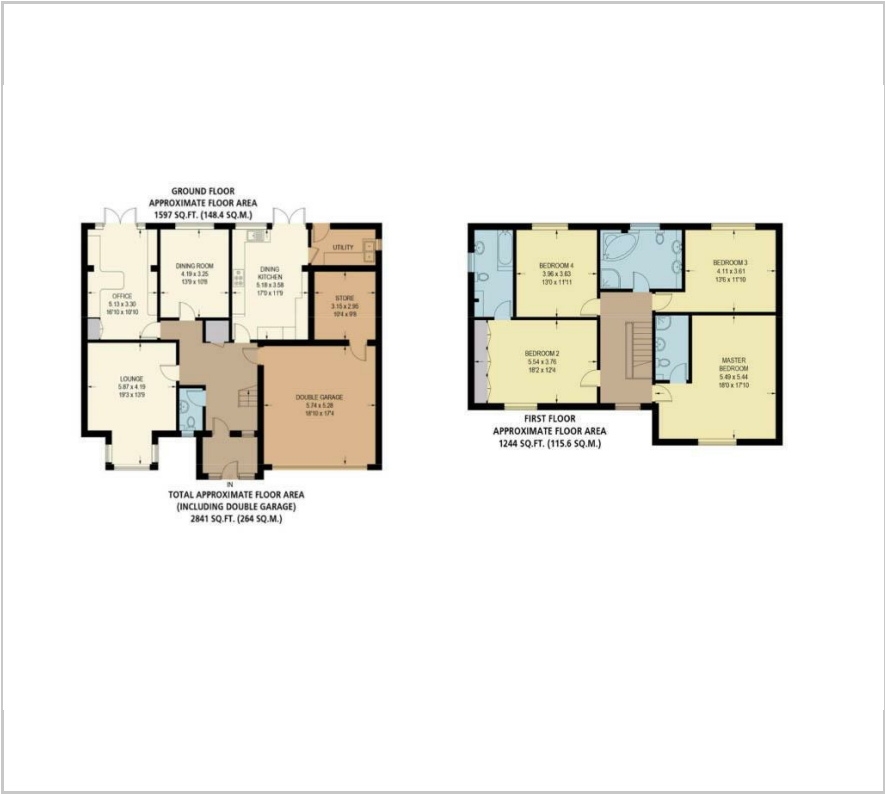 GROUND FLOOR
APPROXIMATE FLOOR AREA
1597 SQ.FT. (148.4 SQ.M.)
OFFICE
5.13 x 3.30
16'10 x 10'10
DINING ROOM
4.19 x 3.25
13'9 x 10'8
DINING
KITCHEN
5.18 x 3.58
17'0 x 11'9
UTILITY
STORE
3.15 x 2.95
10'4 x 9'8
LOUNGE
5.87 x 4.19
19'3 x 13'9
DOUBLE GARAGE
5.74 x 5.28
18'10 x 17'4
IN
TOTAL APPROXIMATE FLOOR AREA
(INCLUDING DOUBLE GARAGE)
2841 SQ.FT. (264 SQ.M.)
BEDROOM 4
3.96 x 3.63
13'0 x 11'11
BEDROOM 3
4.11 x 3.61
13'6 x 11'10
BEDROOM 2
5.54 x 3.76
18'2 x 12'4
MASTER
BEDROOM
5.49 x 5.44
18'0 x 17'10
FIRST FLOOR
APPROXIMATE FLOOR AREA
1244 SQ.FT. (115.6 SQ.M.)